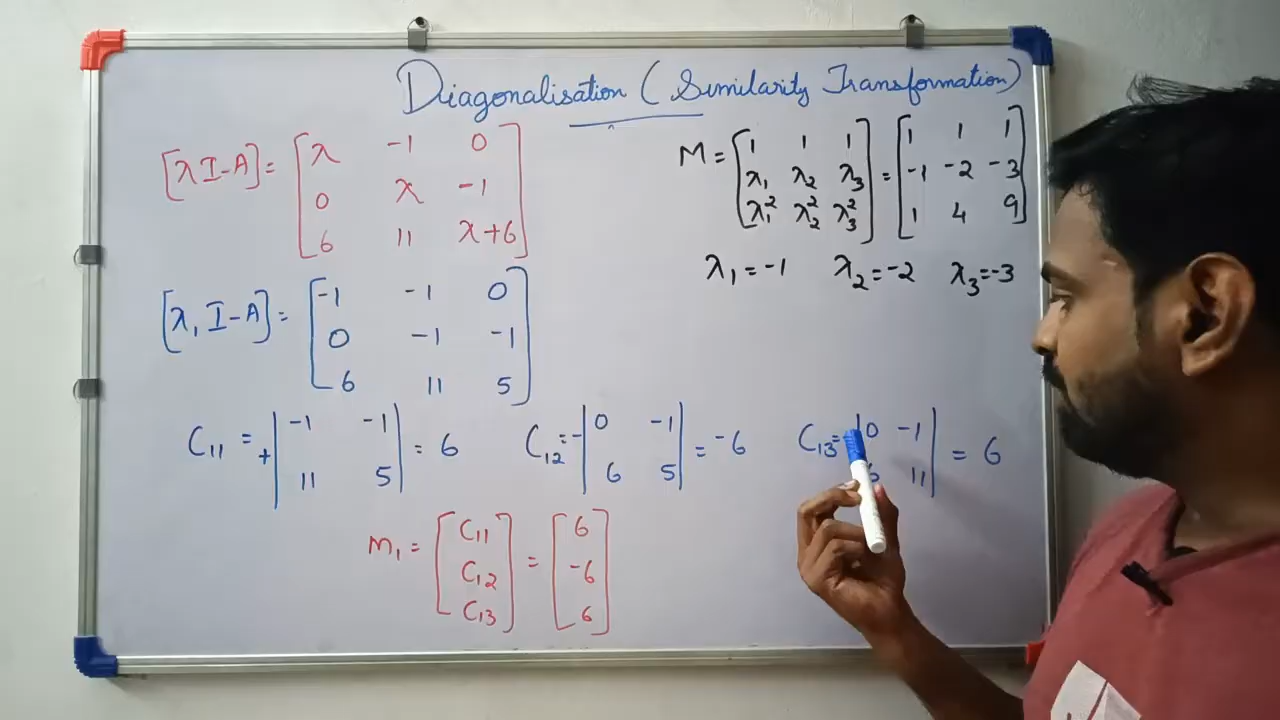 Diagonalisation (Similarity Transformation)
[λI-A] = [λ -1 0
0 λ -1
6 11 λ+6]
M = [1 1 1
λ₁ λ₂ λ₃
λ₁² λ₂² λ₃²] = [1 1 1
-1 -2 -3
1 4 9]
λ₁ = -1 λ₂ = -2 λ₃ = -3
[λ₁I-A] = [-1 -1 0
0 -1 -1
6 11 5]
C₁₁ = + |-1 -1
11 5| = 6
C₁₂ = - |0 -1
6 5| = -6
C₁₃ = |0 -1
6 11| = 6
M₁ = [C₁₁
C₁₂
C₁₃] = [6
-6
6]